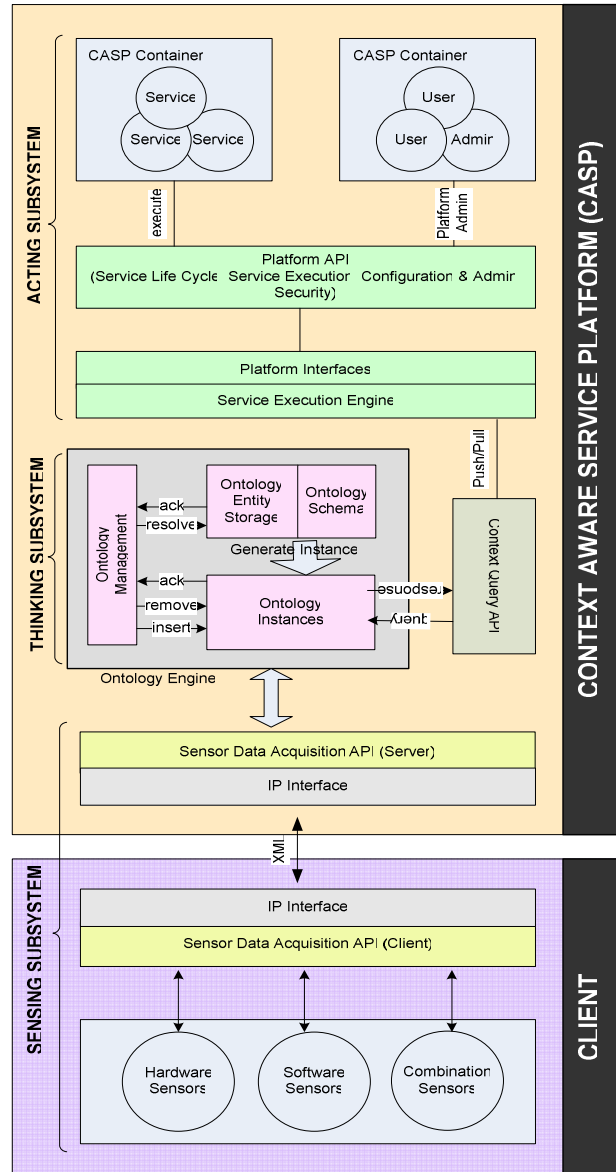 CASP Container
Service
Service
Service
execute
CASP Container
User
User
Admin
Platform
Admin
Platform API
(Service Life Cycle Service Execution Configuration & Admin
Security)
Platform Interfaces
Service Execution Engine
ACTING SUBSYSTEM
Push/Pull
Ontology
Management
ack
resolve
Ontology
Entity
Storage
Ontology
Schema
Generate Instance
ack
remove
insert
Ontology
Instances
response
query
Context Query API
Ontology Engine
THINKING SUBSYSTEM
Sensor Data Acquisition API (Server)
IP Interface
XML
CONTEXT AWARE SERVICE PLATFORM (CASP)
IP Interface
Sensor Data Acquisition API (Client)
Hardware
Sensors
Software
Sensors
Combination
Sensors
SENSING SUBSYSTEM
CLIENT